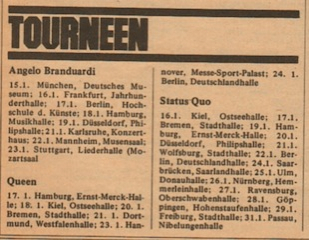 TOURNEEN
Angelo Branduardi
15.1. München, Deutsches Mu-
seum; 16.1. Frankfurt, Jahrhun-
derthalle; 17.1. Berlin, Hoch-
schule d. Künste; 18.1. Hamburg,
Musikhalle; 19.1. Düsseldorf, Phi-
lipshalle; 21.1. Karlsruhe, Konzert-
haus; 22.1. Mannheim, Musensaal;
23.1. Stuttgart, Liederhalle (Mo-
zartsaal
Queen
17. 1. Hamburg, Ernst-Merck-Hal-
le; 18. 1. Kiel, Ostseehalle; 20. 1.
Bremen, Stadthalle; 21. 1. Dort-
mund, Westfalenhalle; 23. 1. Han-
nover, Messe-Sport-Palast; 24. 1.
Berlin, Deutschlandhalle
Status Quo
16.1. Kiel, Ostseehalle; 17.1.
Bremen, Stadthalle; 19.1. Ham-
burg, Ernst-Merck-Halle; 20.1.
Düsseldorf, Philipshalle; 21.1.
Wolfsburg, Stadthalle; 22.1. Ber-
lin, Deutschlandhalle; 24.1. Saar-
brücken, Saarlandhalle; 25.1. Ulm,
Donauhalle; 26.1. Nürnberg, Hem-
merleinhalle; 27.1. Ravensburg,
Oberschwabenhalle; 28.1. Göp-
pingen, Hohenstaufenhalle; 29.1.
Freiburg, Stadthalle; 31.1. Passau,
Nibelungenhalle